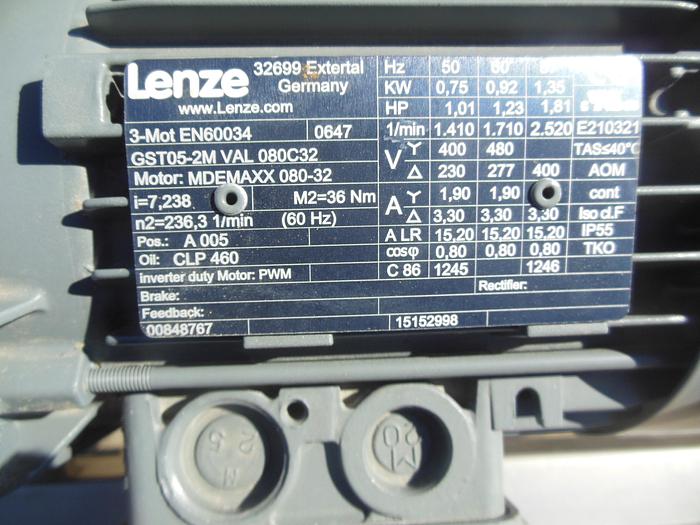 Lenze
32699 Extertal
Germany
www.Lenze.com
3-Mot EN60034 0647
GST05-2M VAL 080C32
Motor: MDEMAXX 080-32
i=7,238 M2=36 Nm
n2=236,3 1/min (60 Hz)
Pos.: A 005
Oil: CLP 460
inverter duty Motor: PWM
Brake: Rectifier:
Feedback:
00848767 15152998
Hz 50 60
KW 0,75 0,92 1,35
HP 1,01 1,23 1,81
1/min 1.410 1.710 2.520 E210321
V Y 400 480 TAS≤40°C
Δ 230 277 400 AOM
A Y 1,90 1,90 cont
Δ 3,30 3,30 3,30 Iso cl.F
A LR 15,20 15,20 15,20 IP55
cosφ 0,80 0,80 0,80 TKO
C 86 1245 1246
M
25
M
20